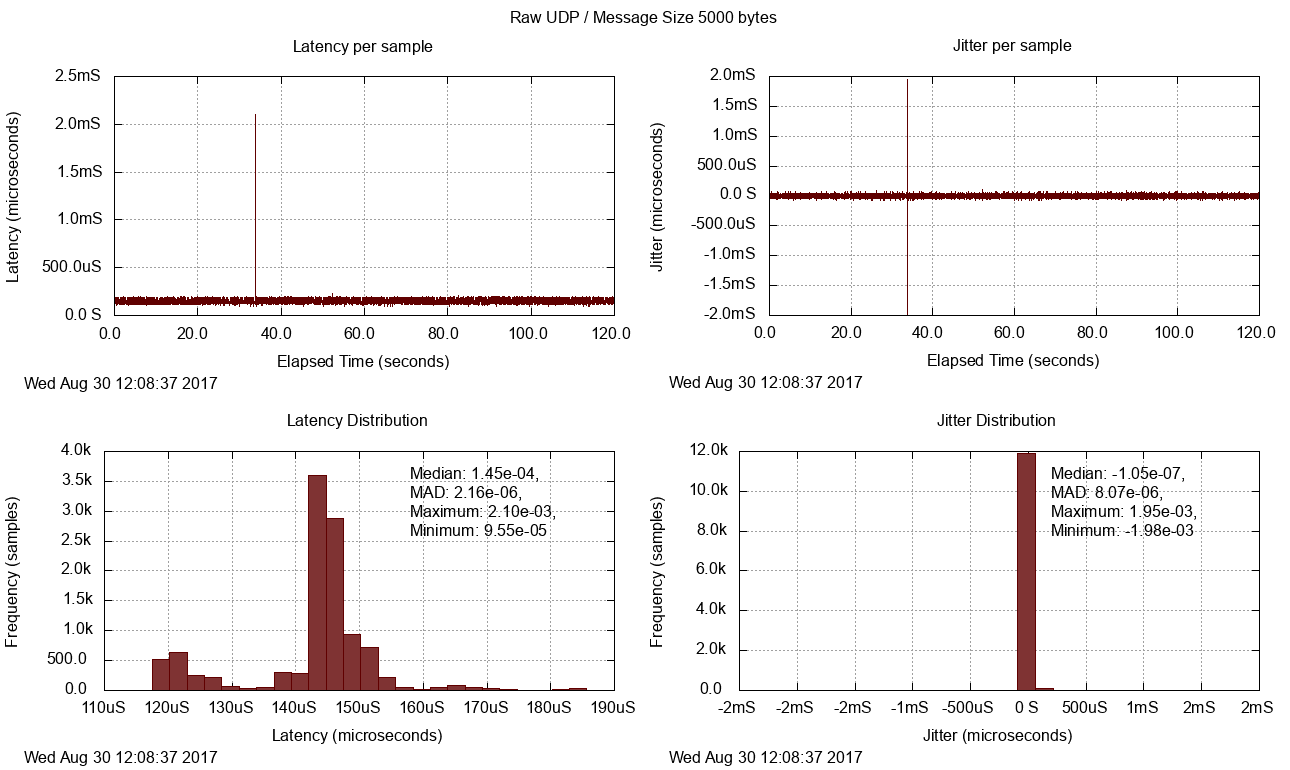 Raw UDP / Message Size 5000 bytes
Latency per sample
2.5mS
2.0mS
1.5mS
1.0mS
500.0uS
0.0 S
Latency (microseconds)
0.0 20.0 40.0 60.0 80.0 100.0 120.0
Elapsed Time (seconds)
Wed Aug 30 12:08:37 2017
Jitter per sample
2.0mS
1.5mS
1.0mS
500.0uS
0.0 S
-500.0uS
-1.0mS
-1.5mS
-2.0mS
Jitter (microseconds)
0.0 20.0 40.0 60.0 80.0 100.0 120.0
Elapsed Time (seconds)
Wed Aug 30 12:08:37 2017
Latency Distribution
4.0k
3.5k
3.0k
2.5k
2.0k
1.5k
1.0k
500.0
0.0
Frequency (samples)
Median: 1.45e-04,
MAD: 2.16e-06,
Maximum: 2.10e-03,
Minimum: 9.55e-05
110uS 120uS 130uS 140uS 150uS 160uS 170uS 180uS 190uS
Latency (microseconds)
Wed Aug 30 12:08:37 2017
Jitter Distribution
12.0k
10.0k
8.0k
6.0k
4.0k
2.0k
0.0
Frequency (samples)
Median: -1.05e-07,
MAD: 8.07e-06,
Maximum: 1.95e-03,
Minimum: -1.98e-03
-2mS -2mS -2mS -1mS -500uS 0 S 500uS 1mS 2mS 2mS
Jitter (microseconds)
Wed Aug 30 12:08:37 2017